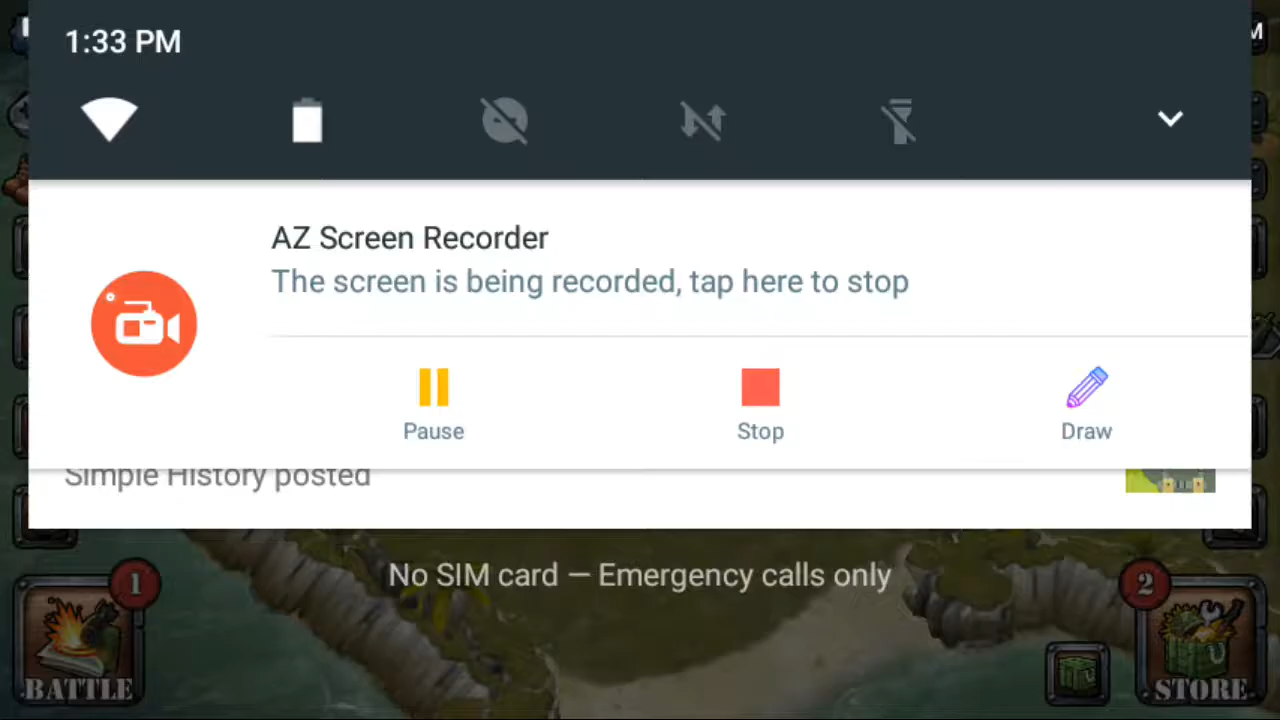 1:33 PM
M
AZ Screen Recorder
The screen is being recorded, tap here to stop
Pause
Stop
Draw
Simple History posted
No SIM card — Emergency calls only
1
2
BATTLE
STORE